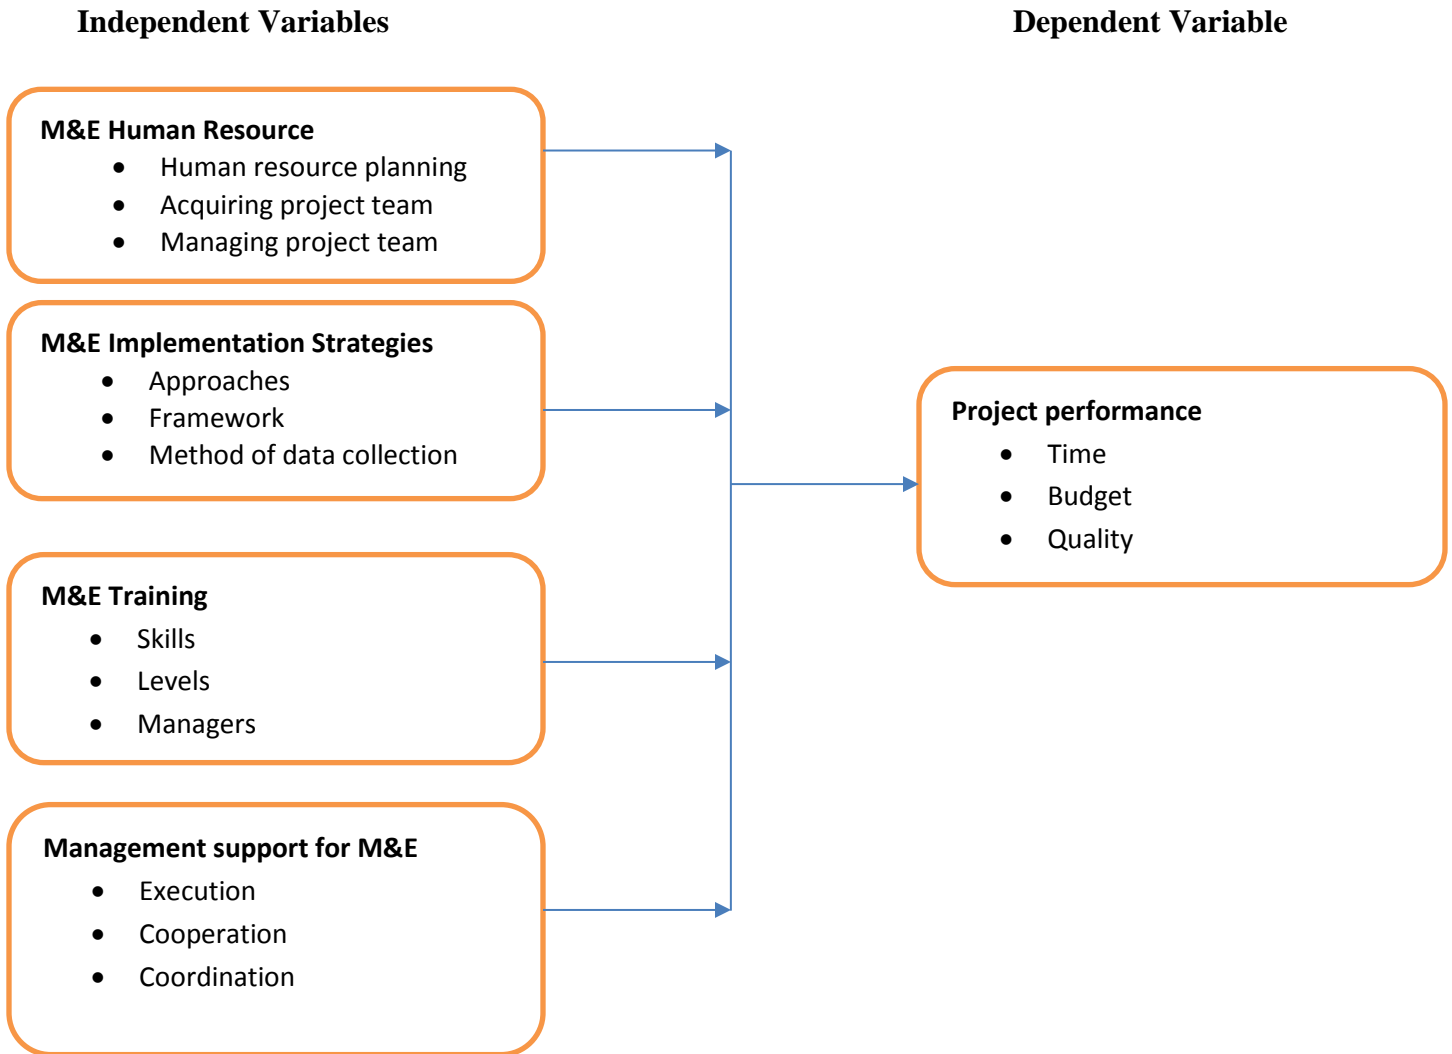 Independent Variables
Dependent Variable
M&E Human Resource
• Human resource planning
• Acquiring project team
• Managing project team
M&E Implementation Strategies
• Approaches
• Framework
• Method of data collection
M&E Training
• Skills
• Levels
• Managers
Management support for M&E
• Execution
• Cooperation
• Coordination
Project performance
• Time
• Budget
• Quality